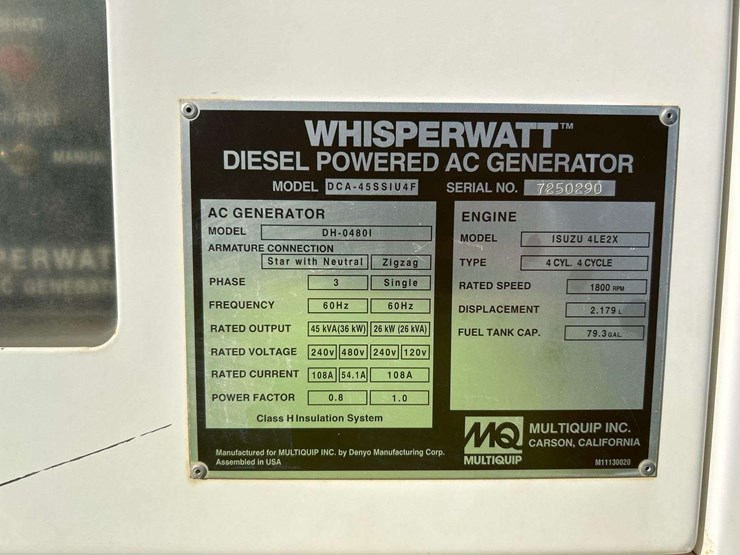 WHISPERWATT™
DIESEL POWERED AC GENERATOR
MODEL DCA-45SSIU4F SERIAL NO. 7250290
AC GENERATOR
MODEL DH-0480I
ARMATURE CONNECTION
Star with Neutral Zigzag
PHASE 3 Single
FREQUENCY 60Hz 60Hz
RATED OUTPUT 45 kVA(36 kW) 26 kW (26 kVA)
RATED VOLTAGE 240v 480v 240v 120v
RATED CURRENT 108A 54.1A 108A
POWER FACTOR 0.8 1.0
Class H Insulation System
ENGINE
MODEL ISUZU 4LE2X
TYPE 4 CYL. 4 CYCLE
RATED SPEED 1800 RPM
DISPLACEMENT 2.179 L
FUEL TANK CAP. 79.3 GAL.
Manufactured for MULTIQUIP INC. by Denyo Manufacturing Corp.
Assembled in USA
MQ
MULTIQUIP
MULTIQUIP INC.
CARSON, CALIFORNIA
M11130020